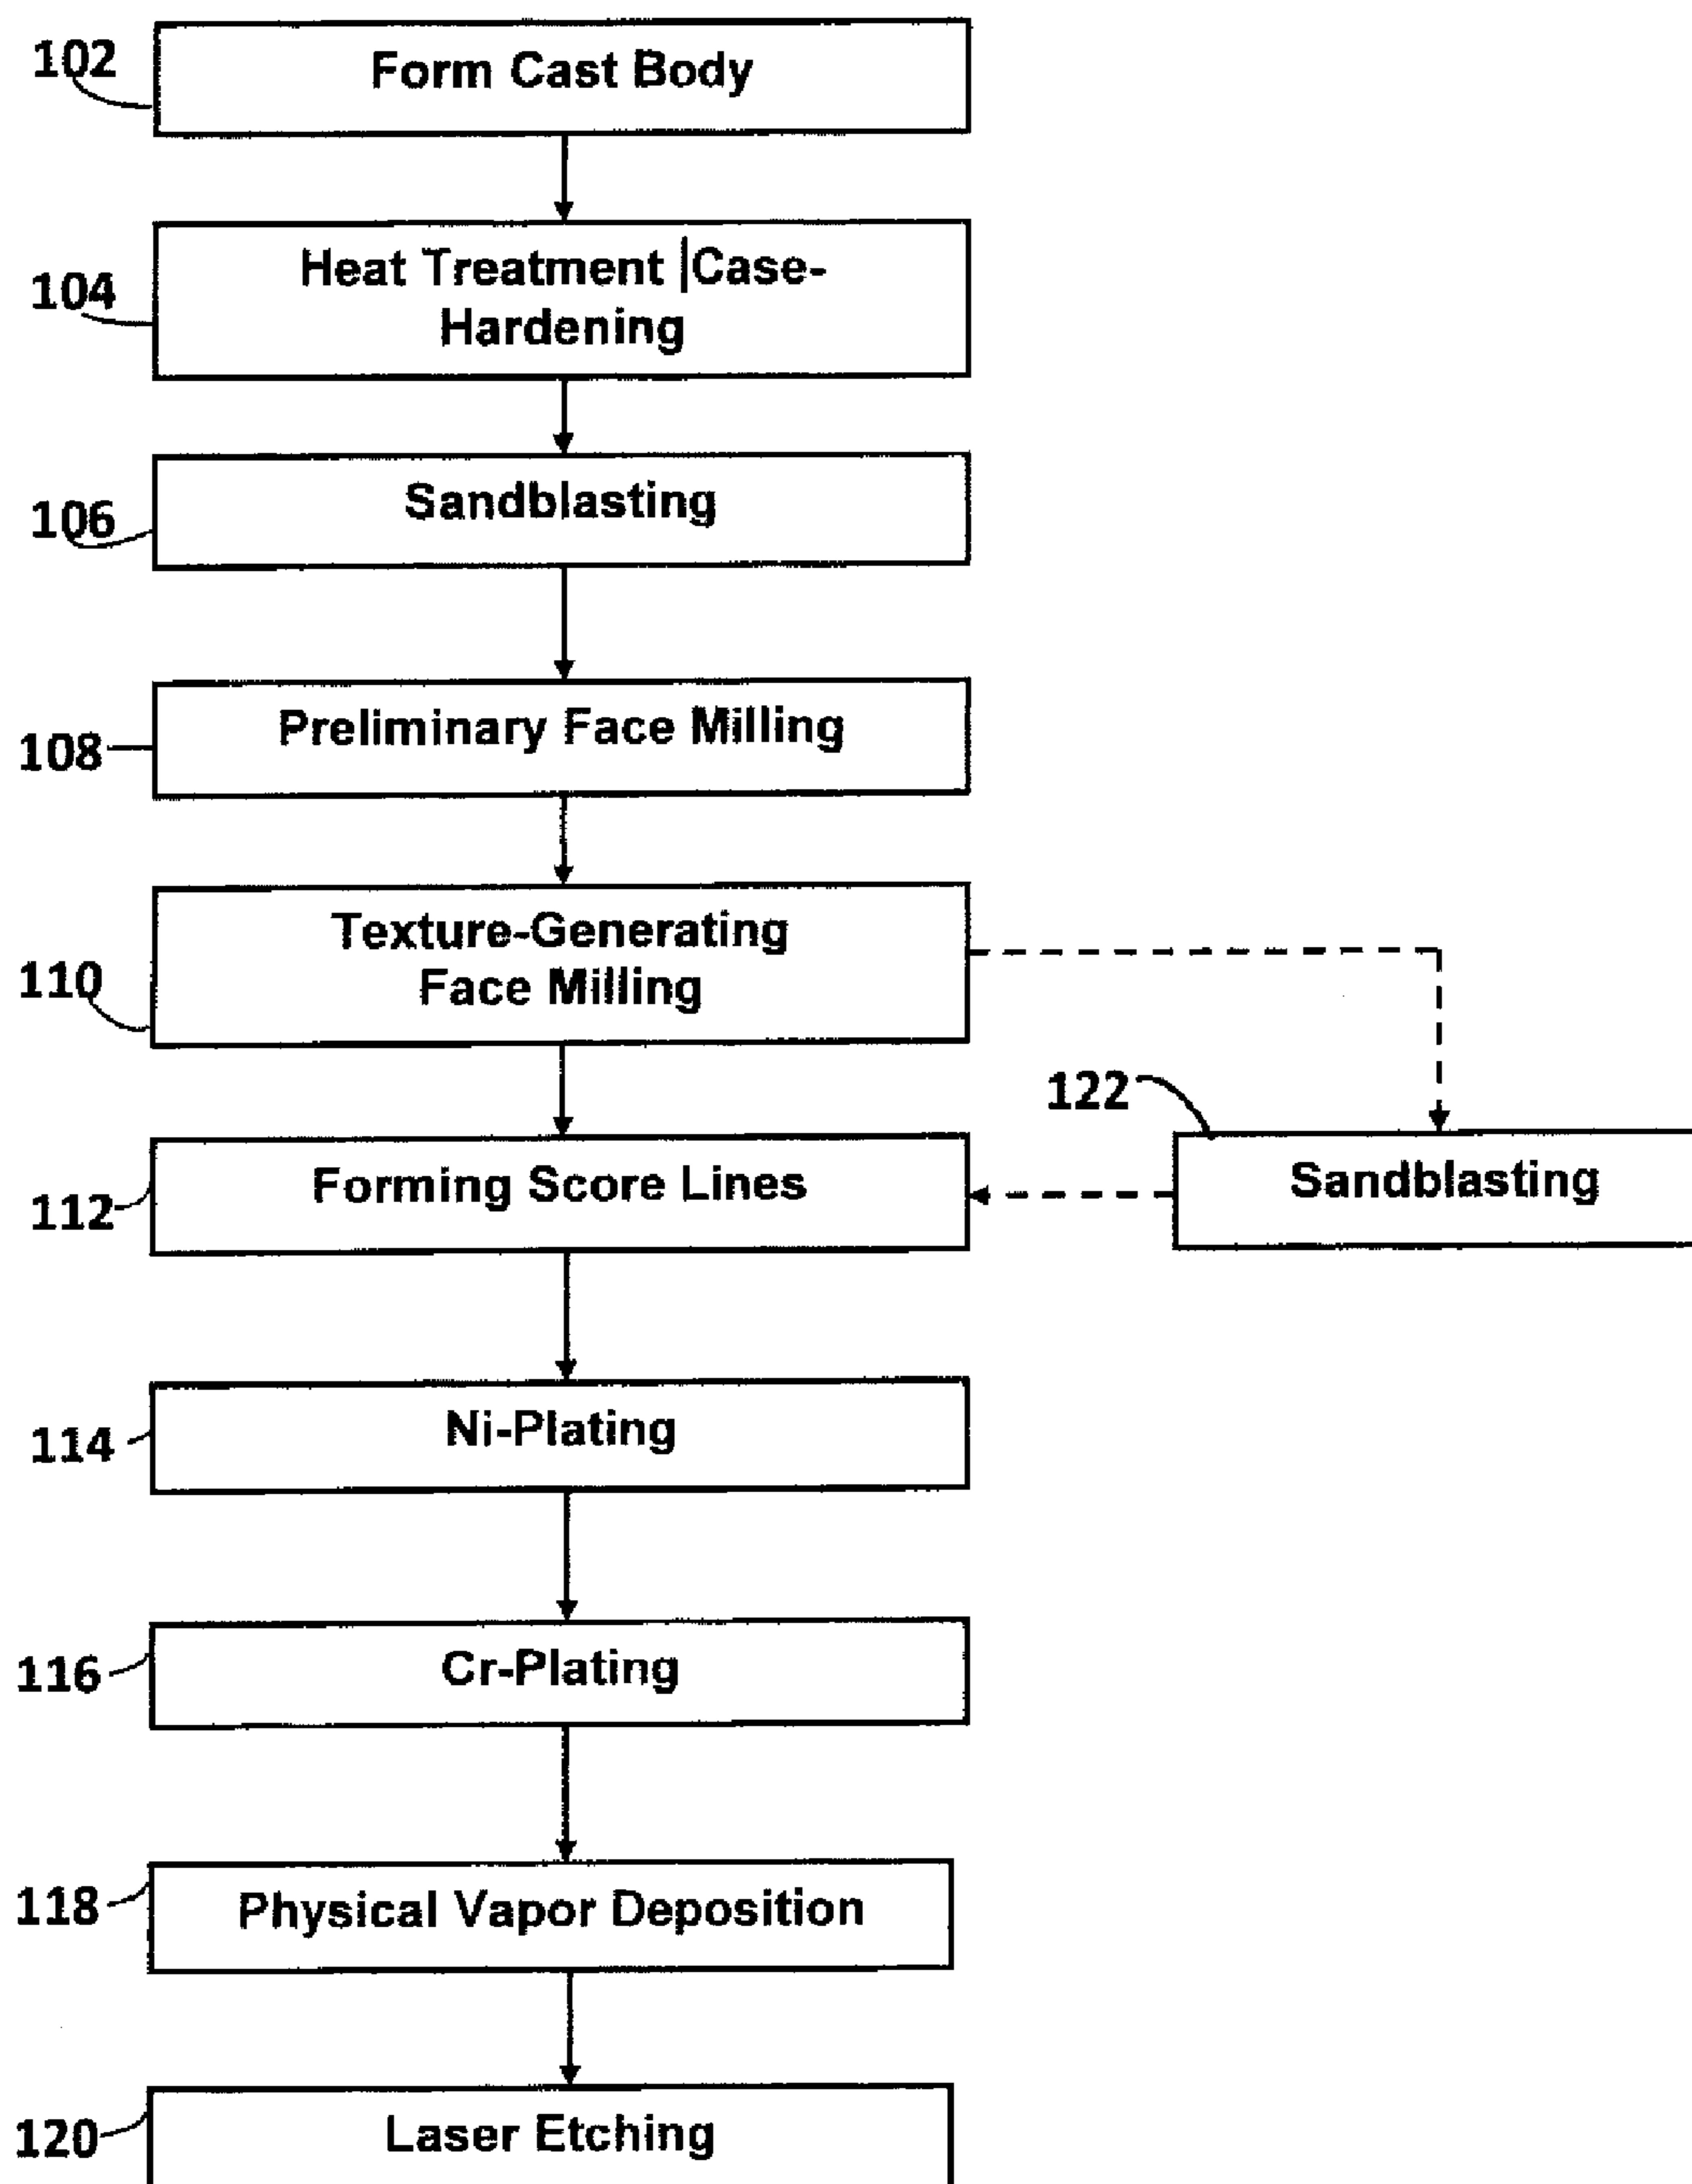 102
Form Cast Body
104
Heat Treatment |Case-
Hardening
106
Sandblasting
108
Preliminary Face Milling
110
Texture-Generating
Face Milling
122
Sandblasting
112
Forming Score Lines
114
Ni-Plating
116
Cr-Plating
118
Physical Vapor Deposition
120
Laser Etching